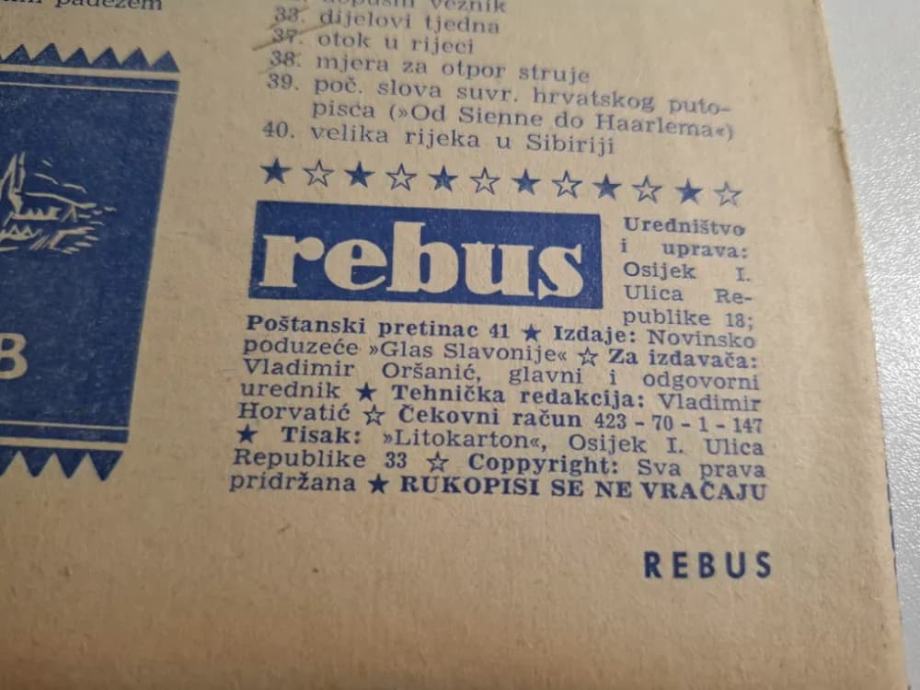 padežem
veznik
33. dijelovi tjedna
37. otok u rijeci
38. mjera za otpor struje
39. poč. slova suvr. hrvatskog puto-
pisca (»Od Sienne do Haarlema«)
40. velika rijeka u Sibiriji
rebus
Uredništvo
i uprava:
Osijek I.
Ulica Re-
publike 18;
Poštanski pretinac 41 ★ Izdaje: Novinsko
poduzeće »Glas Slavonije« ☆ Za izdavača:
Vladimir Oršanić, glavni i odgovorni
urednik ★ Tehnička redakcija: Vladimir
Horvatić ☆ Čekovni račun 423 - 70 - 1 - 147
★ Tisak: »Litokarton«, Osijek I. Ulica
Republike 33 ☆ Coppyright: Sva prava
pridržana ★ RUKOPISI SE NE VRAČAJU
REBUS